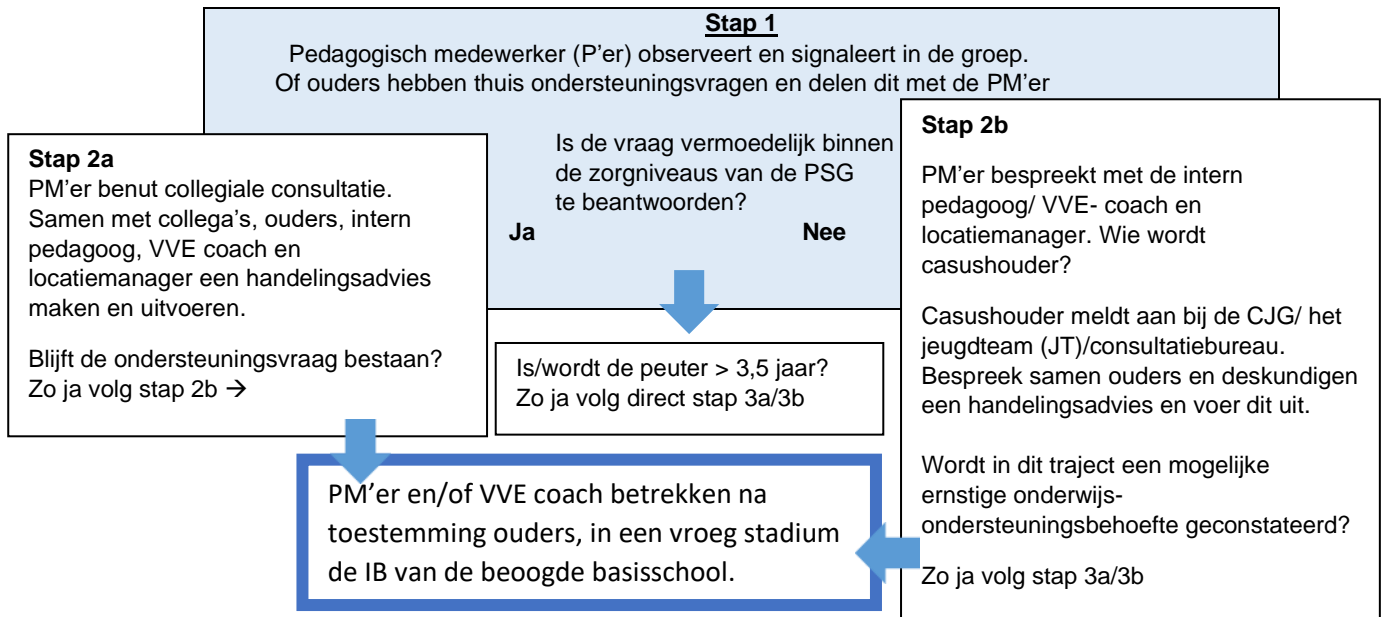 Stap 1
Pedagogisch medewerker (P’er) observeert en signaleert in de groep.
Of ouders hebben thuis ondersteuningsvragen en delen dit met de PM’er
Is de vraag vermoedelijk binnen
de zorgniveaus van de PSG
te beantwoorden?
Ja Nee
Stap 2a
PM’er benut collegiale consultatie.
Samen met collega’s, ouders, intern
pedagoog, VVE coach en
locatiemanager een handelingsadvies
maken en uitvoeren.
Blijft de ondersteuningsvraag bestaan?
Zo ja volg stap 2b →
Is/wordt de peuter > 3,5 jaar?
Zo ja volg direct stap 3a/3b
Stap 2b
PM’er bespreekt met de intern
pedagoog/ VVE- coach en
locatiemanager. Wie wordt
casushouder?
Casushouder meldt aan bij de CJG/ het
jeugdteam (JT)/consultatiebureau.
Bespreek samen ouders en deskundigen
een handelingsadvies en voer dit uit.
Wordt in dit traject een mogelijke
ernstige onderwijs-
ondersteuningsbehoefte geconstateerd?
Zo ja volg stap 3a/3b
PM’er en/of VVE coach betrekken na
toestemming ouders, in een vroeg stadium
de IB van de beoogde basisschool.